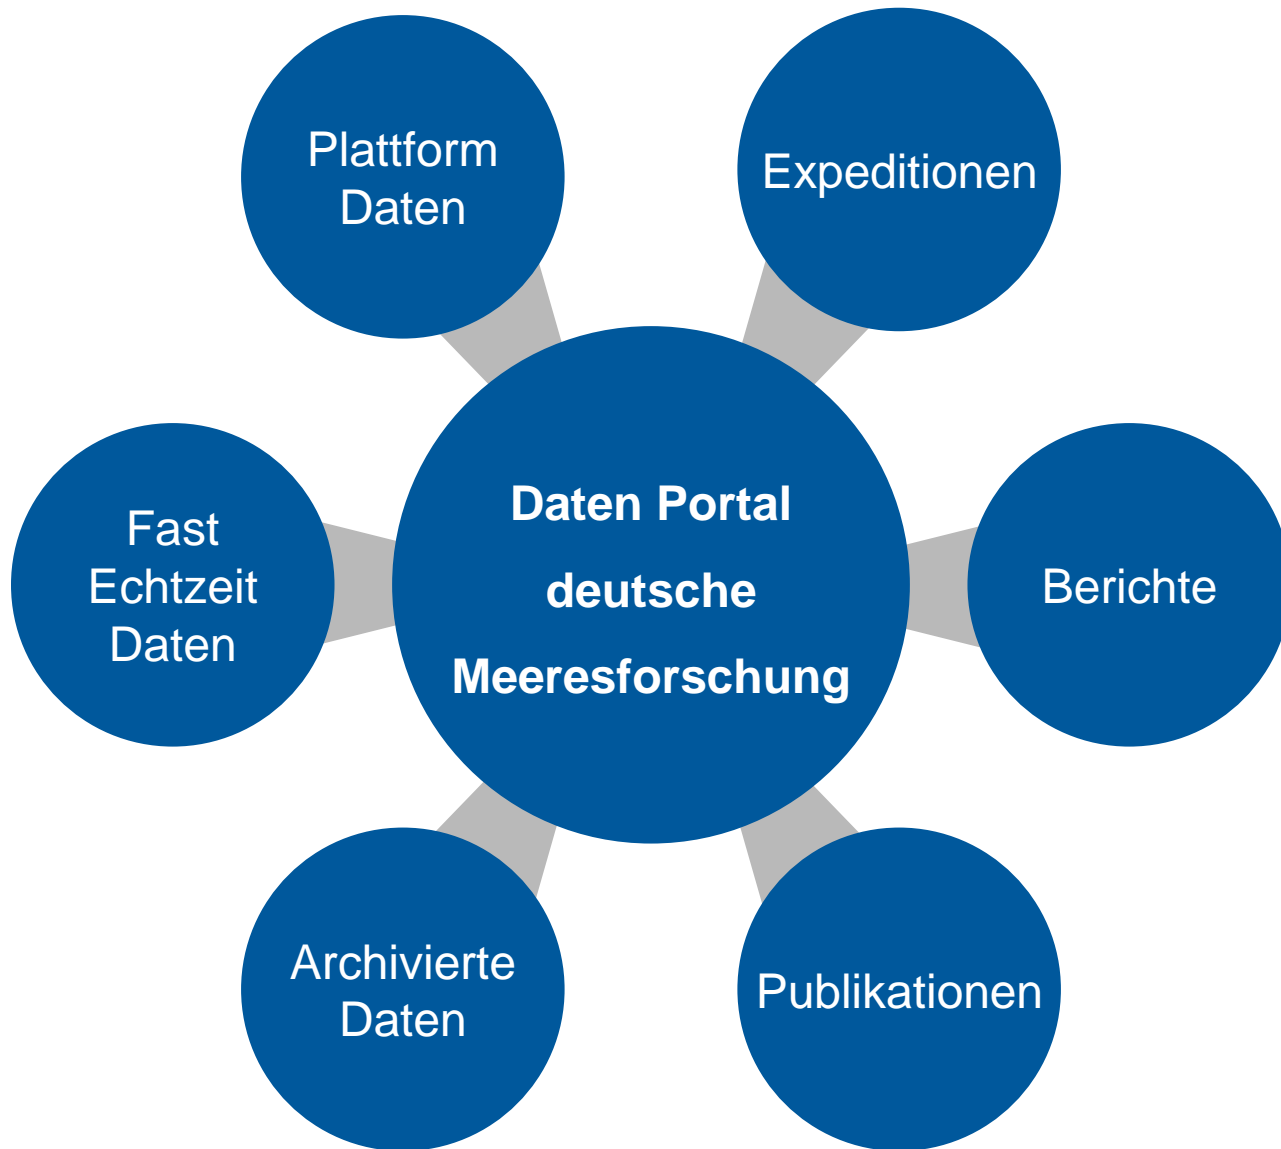 Plattform
Daten
Expeditionen
Fast
Echtzeit
Daten
Daten Portal
deutsche
Meeresforschung
Berichte
Archivierte
Daten
Publikationen